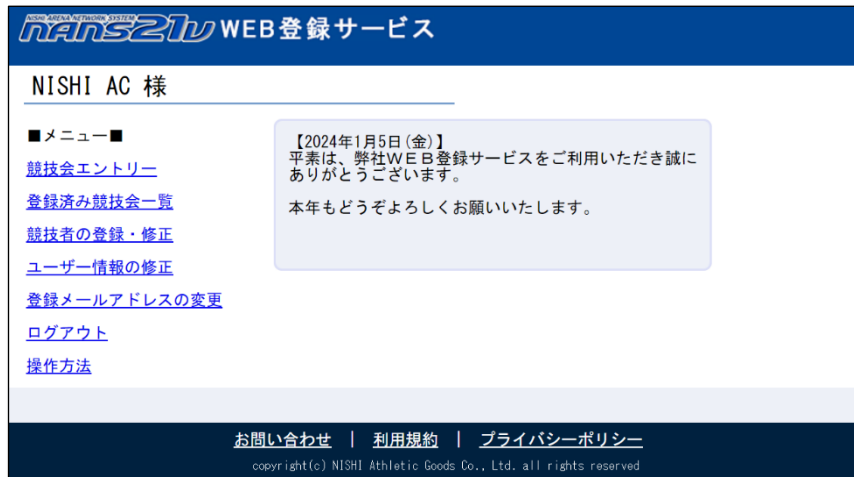 NISHI ARENA NETWORK SYSTEM
NANS21V WEB登録サービス
NISHI AC 様
■メニュー■
競技会エントリー
登録済み競技会一覧
競技者の登録・修正
ユーザー情報の修正
登録メールアドレスの変更
ログアウト
操作方法
【2024年1月5日(金)】
平素は、弊社WEB登録サービスをご利用いただき誠に
ありがとうございます。
本年もどうぞよろしくお願いいたします。
お問い合わせ | 利用規約 | プライバシーポリシー
copyright(c) NISHI Athletic Goods Co., Ltd. all rights reserved